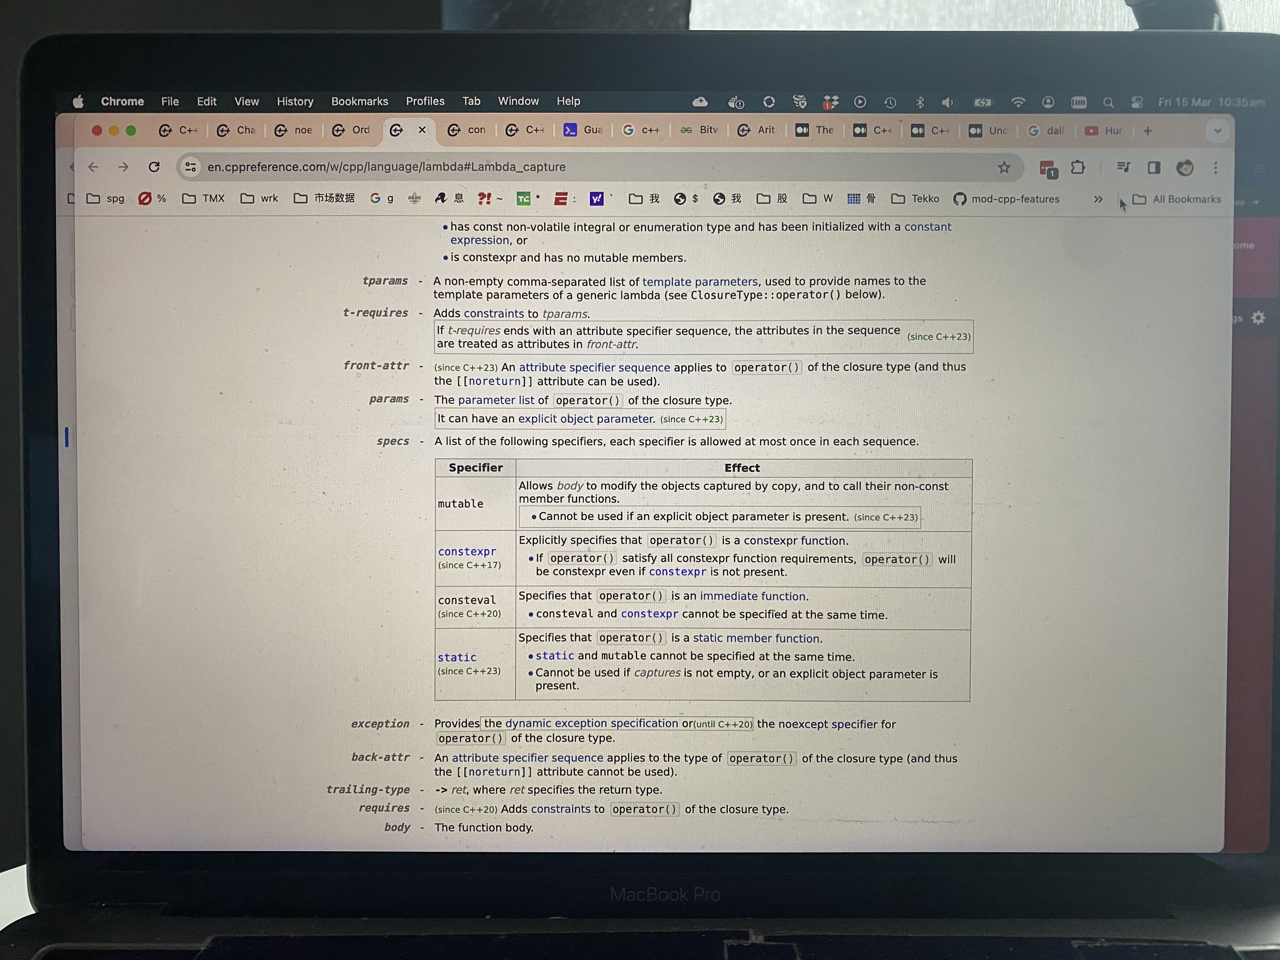 Chrome File Edit View History Bookmarks Profiles Tab Window Help Fri 15 Mar 10:35am
C++ Cha noe Ord × con C++ Gua c++ Bitv Arit The C++ C++ Unc dail Hur +
en.cppreference.com/w/cpp/language/lambda#Lambda_capture
spg % TMX wrk 市场数据 g 息 ~ : 我 $ 我 股 W 骨 Tekko mod-cpp-features » All Bookmarks
• has const non-volatile integral or enumeration type and has been initialized with a constant
expression, or
• is constexpr and has no mutable members.
tparams - A non-empty comma-separated list of template parameters, used to provide names to the
template parameters of a generic lambda (see ClosureType::operator() below).
t-requires - Adds constraints to tparams.
If t-requires ends with an attribute specifier sequence, the attributes in the sequence (since C++23)
are treated as attributes in front-attr.
front-attr - (since C++23) An attribute specifier sequence applies to operator() of the closure type (and thus
the [[noreturn]] attribute can be used).
params - The parameter list of operator() of the closure type.
It can have an explicit object parameter. (since C++23)
specs - A list of the following specifiers, each specifier is allowed at most once in each sequence.
Specifier Effect
mutable Allows body to modify the objects captured by copy, and to call their non-const
member functions.
• Cannot be used if an explicit object parameter is present. (since C++23)
constexpr
(since C++17)
Explicitly specifies that operator() is a constexpr function.
• If operator() satisfy all constexpr function requirements, operator() will
be constexpr even if constexpr is not present.
consteval
(since C++20)
Specifies that operator() is an immediate function.
• consteval and constexpr cannot be specified at the same time.
static
(since C++23)
Specifies that operator() is a static member function.
• static and mutable cannot be specified at the same time.
• Cannot be used if captures is not empty, or an explicit object parameter is
present.
exception - Provides the dynamic exception specification or(until C++20) the noexcept specifier for
operator() of the closure type.
back-attr - An attribute specifier sequence applies to the type of operator() of the closure type (and thus
the [[noreturn]] attribute cannot be used).
trailing-type - -> ret, where ret specifies the return type.
requires - (since C++20) Adds constraints to operator() of the closure type.
body - The function body.
MacBook Pro